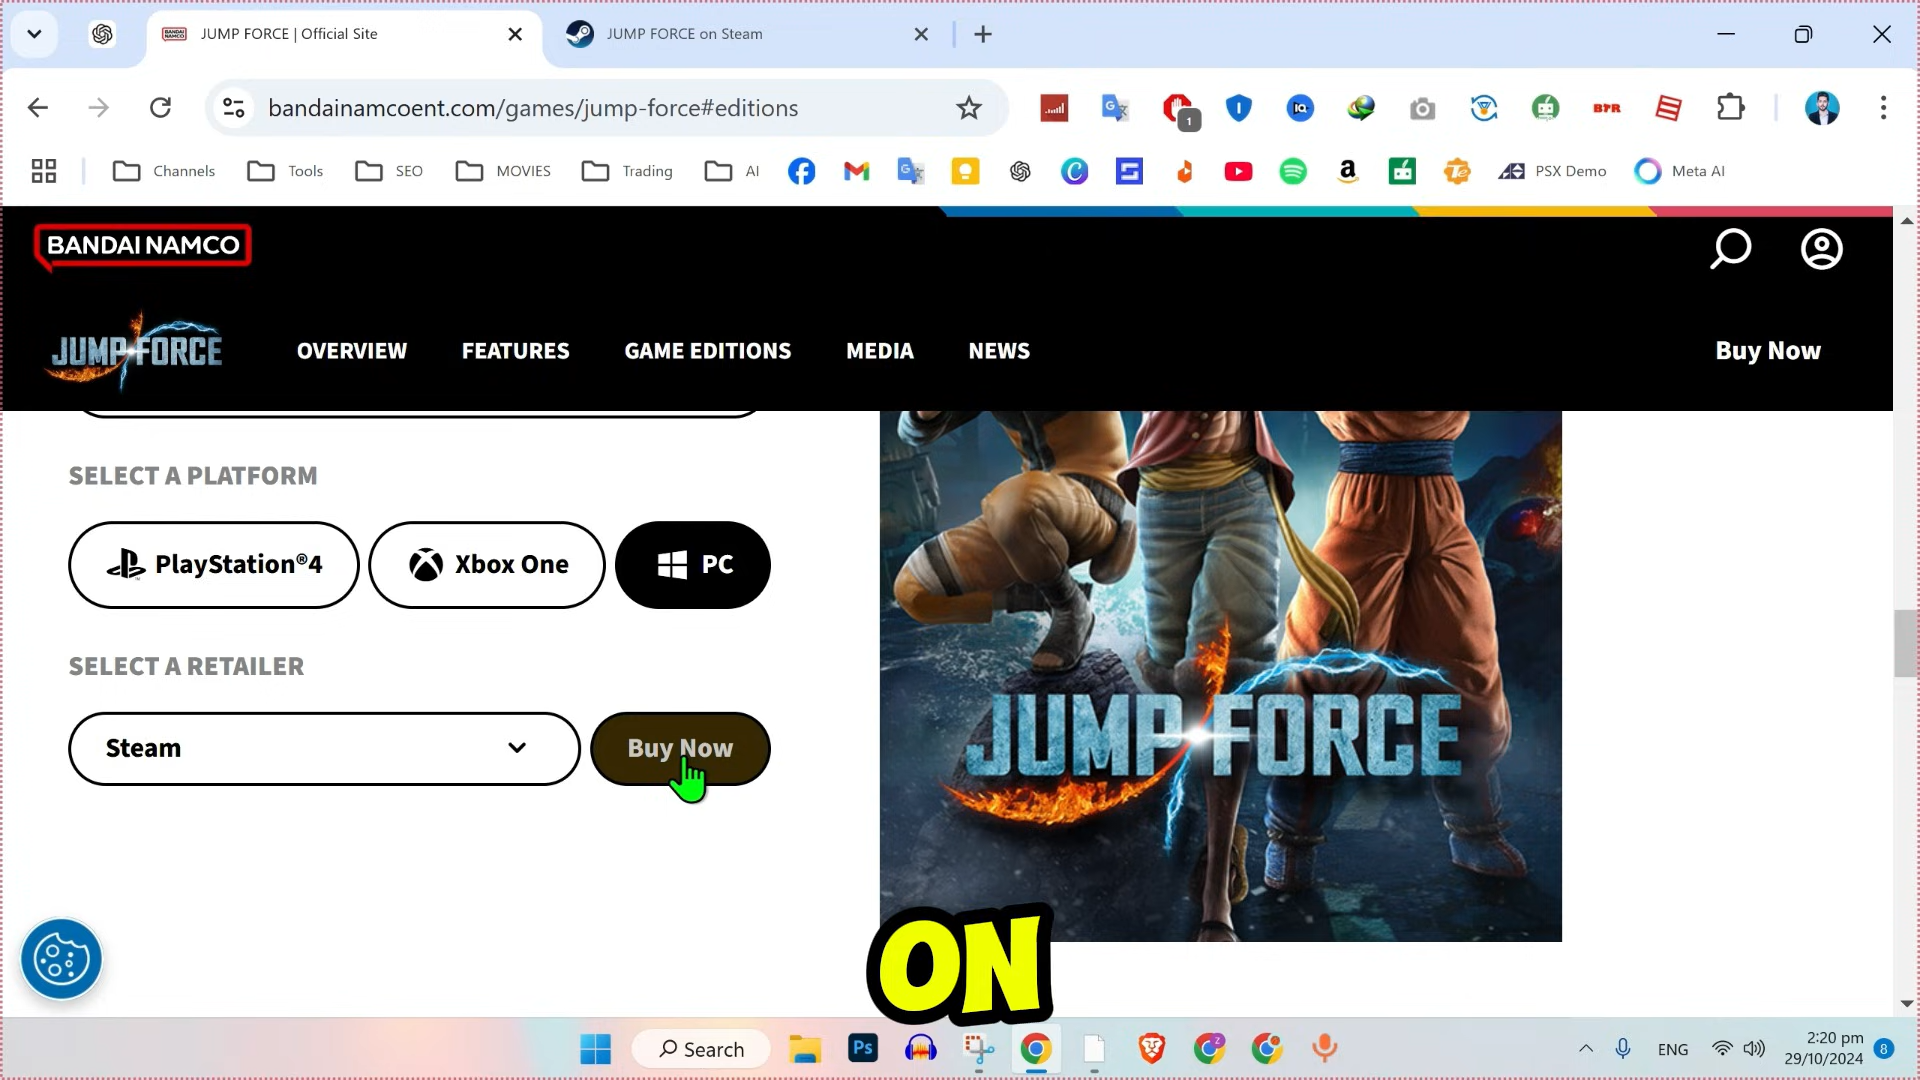 JUMP FORCE | Official Site
JUMP FORCE on Steam
bandainamcoent.com/games/jump-force#editions
1
Channels
Tools
SEO
MOVIES
Trading
AI
PSX Demo
Meta AI
BANDAI NAMCO
JUMP FORCE
OVERVIEW
FEATURES
GAME EDITIONS
MEDIA
NEWS
Buy Now
SELECT A PLATFORM
PlayStation®4
Xbox One
PC
SELECT A RETAILER
Steam
Buy Now
JUMP FORCE
ON
Search
Ps
ENG
2:20 pm
29/10/2024
8